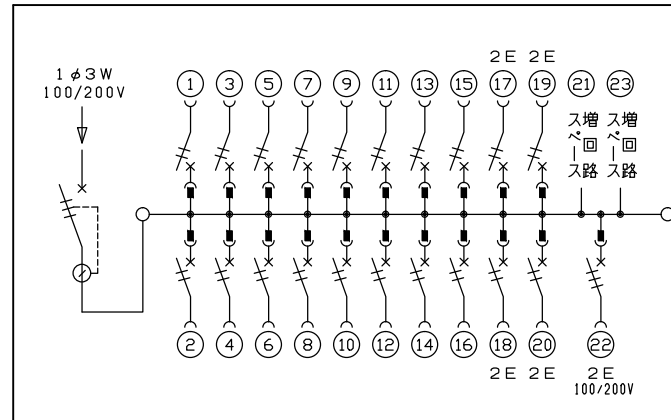 1φ3W
100/200V
2E 2E
① ③ ⑤ ⑦ ⑨ ⑪ ⑬ ⑮ ⑰ ⑲ ㉑ ㉓
増回路
スペース
増回路
スペース
② ④ ⑥ ⑧ ⑩ ⑫ ⑭ ⑯ ⑱ ⑳ ㉒
2E 2E 2E
100/200V